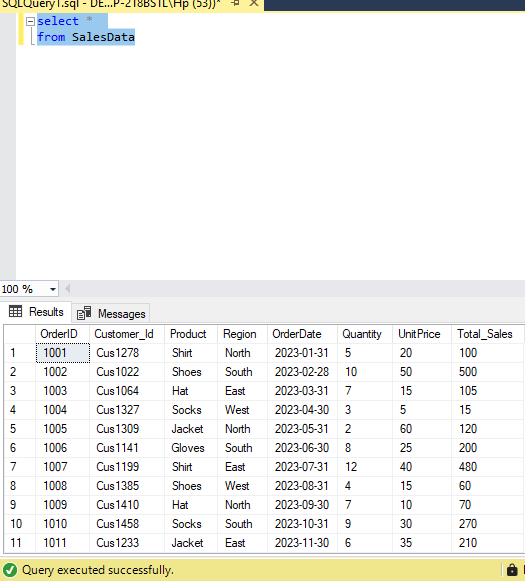 SQLQuery1.sql - DE...P-218BSTL\Hp (53))*
select *
from SalesData
100 %
Results Messages
OrderID Customer_Id Product Region OrderDate Quantity UnitPrice Total_Sales
1 1001 Cus1278 Shirt North 2023-01-31 5 20 100
2 1002 Cus1022 Shoes South 2023-02-28 10 50 500
3 1003 Cus1064 Hat East 2023-03-31 7 15 105
4 1004 Cus1327 Socks West 2023-04-30 3 5 15
5 1005 Cus1309 Jacket North 2023-05-31 2 60 120
6 1006 Cus1141 Gloves South 2023-06-30 8 25 200
7 1007 Cus1199 Shirt East 2023-07-31 12 40 480
8 1008 Cus1385 Shoes West 2023-08-31 4 15 60
9 1009 Cus1410 Hat North 2023-09-30 7 10 70
10 1010 Cus1458 Socks South 2023-10-31 9 30 270
11 1011 Cus1233 Jacket East 2023-11-30 6 35 210
Query executed successfully.